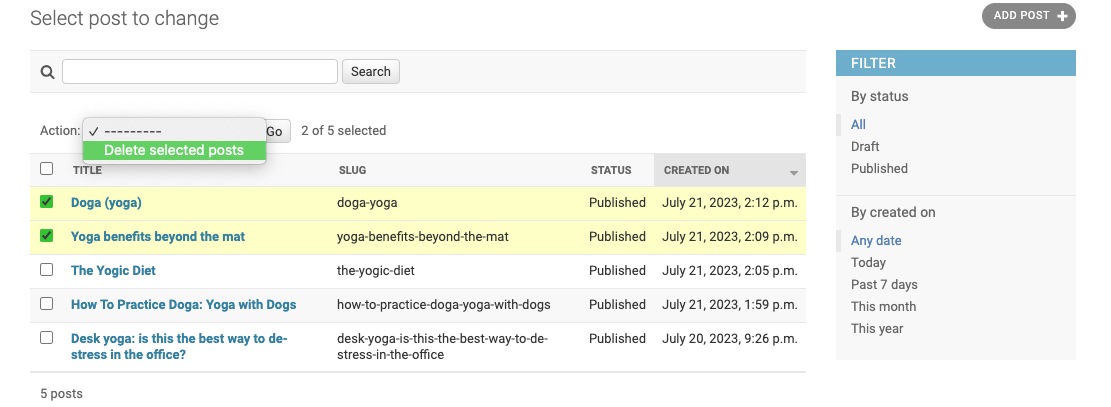 Select post to change
ADD POST +
Search
Action: ✓ ---------
Delete selected posts
Go 2 of 5 selected
TITLE SLUG STATUS CREATED ON
Doga (yoga) doga-yoga Published July 21, 2023, 2:12 p.m.
Yoga benefits beyond the mat yoga-benefits-beyond-the-mat Published July 21, 2023, 2:09 p.m.
The Yogic Diet the-yogic-diet Published July 21, 2023, 2:05 p.m.
How To Practice Doga: Yoga with Dogs how-to-practice-doga-yoga-with-dogs Published July 21, 2023, 1:59 p.m.
Desk yoga: is this the best way to de- desk-yoga-is-this-the-best-way-to-de- Published July 20, 2023, 9:26 p.m.
stress in the office? stress-in-the-office
5 posts
FILTER
By status
All
Draft
Published
By created on
Any date
Today
Past 7 days
This month
This year